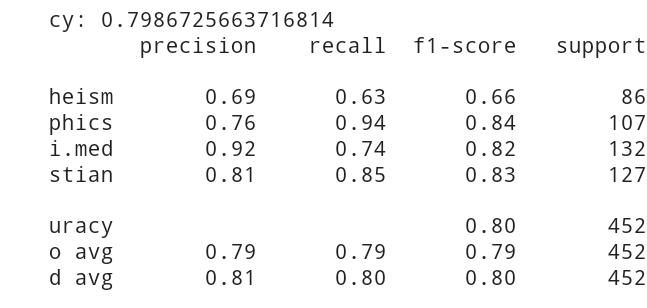 cy: 0.7986725663716814
precision recall f1-score support
heism 0.69 0.63 0.66 86
phics 0.76 0.94 0.84 107
i.med 0.92 0.74 0.82 132
stian 0.81 0.85 0.83 127
uracy 0.80 452
o avg 0.79 0.79 0.79 452
d avg 0.81 0.80 0.80 452